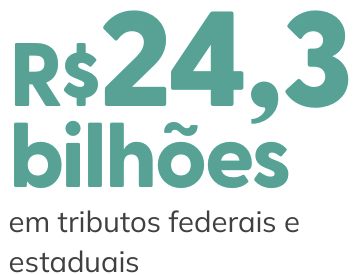 R$24,3
bilhões
em tributos federais e
estaduais